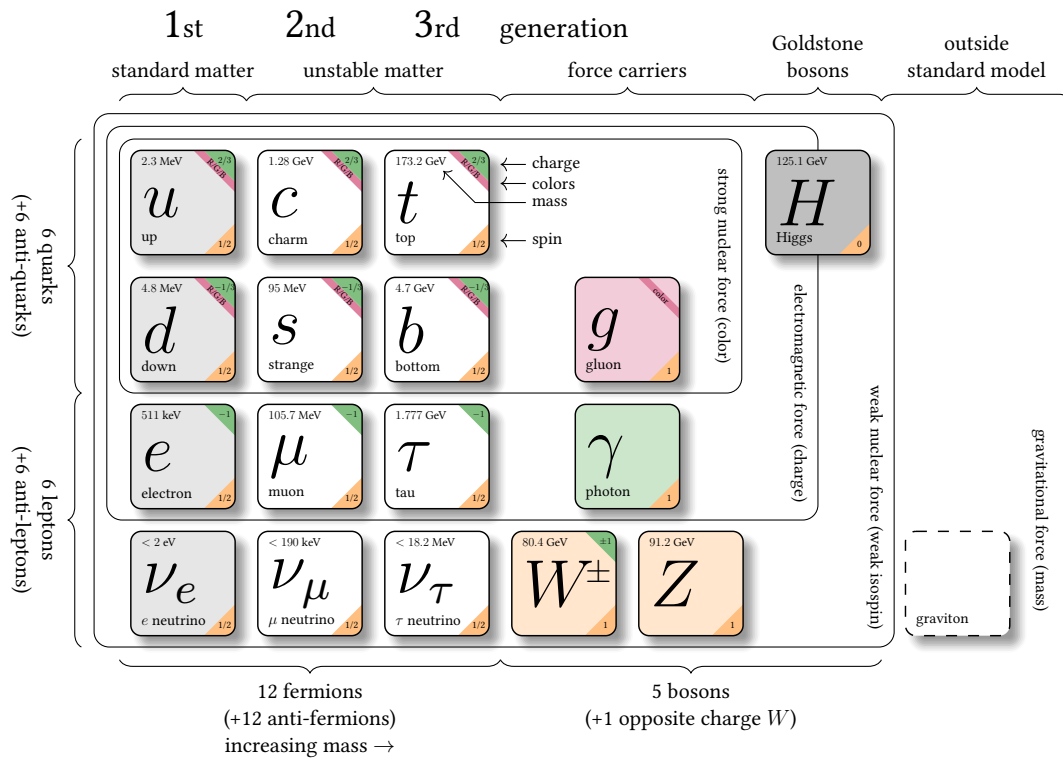 1st 2nd 3rd generation
standard matter
unstable matter
force carriers
Goldstone
bosons
outside
standard model
6 quarks
(+6 anti-quarks)
6 leptons
(+6 anti-leptons)
2.3 MeV
2/3
R/G/B
u
up
1/2
1.28 GeV
2/3
R/G/B
c
charm
1/2
173.2 GeV
2/3
R/G/B
t
top
1/2
charge
colors
mass
spin
125.1 GeV
H
Higgs
0
4.8 MeV
−1/3
R/G/B
d
down
1/2
95 MeV
−1/3
R/G/B
s
strange
1/2
4.7 GeV
−1/3
R/G/B
b
bottom
1/2
color
g
gluon
1
strong nuclear force (color)
511 keV
−1
e
electron
1/2
105.7 MeV
−1
μ
muon
1/2
1.777 GeV
−1
τ
tau
1/2
γ
photon
1
electromagnetic force (charge)
< 2 eV
ν_e
e neutrino
1/2
< 190 keV
ν_μ
μ neutrino
1/2
< 18.2 MeV
ν_τ
τ neutrino
1/2
80.4 GeV
±1
W±
1
91.2 GeV
Z
1
weak nuclear force (weak isospin)
graviton
gravitational force (mass)
12 fermions
(+12 anti-fermions)
increasing mass →
5 bosons
(+1 opposite charge W)